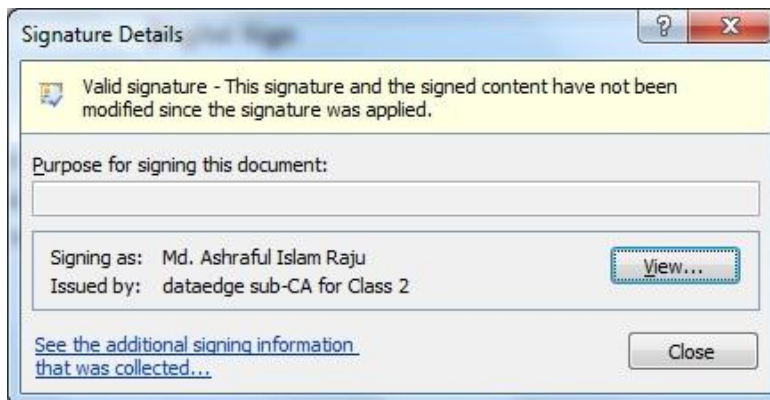 Signature Details
Valid signature - This signature and the signed content have not been
modified since the signature was applied.
Purpose for signing this document:
Signing as: Md. Ashraful Islam Raju
Issued by: dataedge sub-CA for Class 2
View...
See the additional signing information
that was collected...
Close